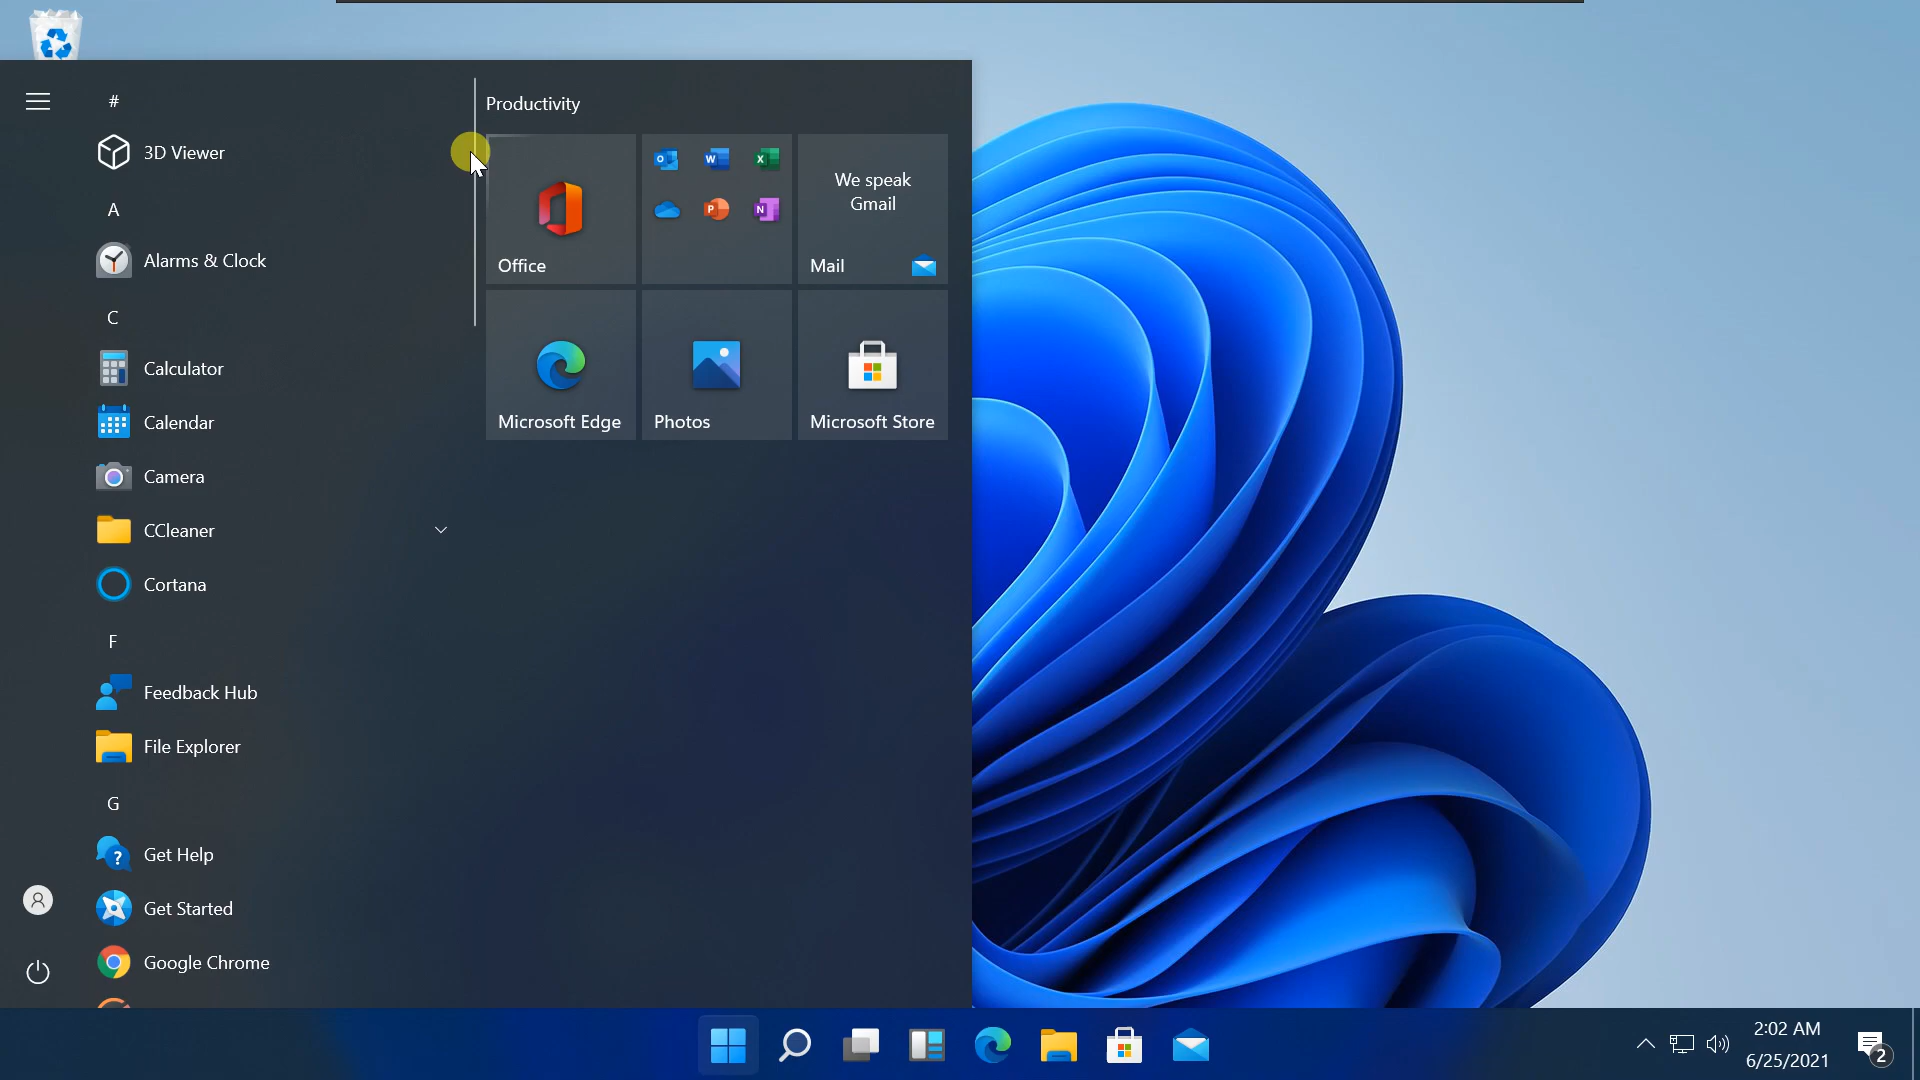 #
3D Viewer
A
Alarms & Clock
C
Calculator
Calendar
Camera
CCleaner
Cortana
F
Feedback Hub
File Explorer
G
Get Help
Get Started
Google Chrome
Productivity
Office
O
W
X
P
N
We speak
Gmail
Mail
Microsoft Edge
Photos
Microsoft Store
2:02 AM
6/25/2021
2